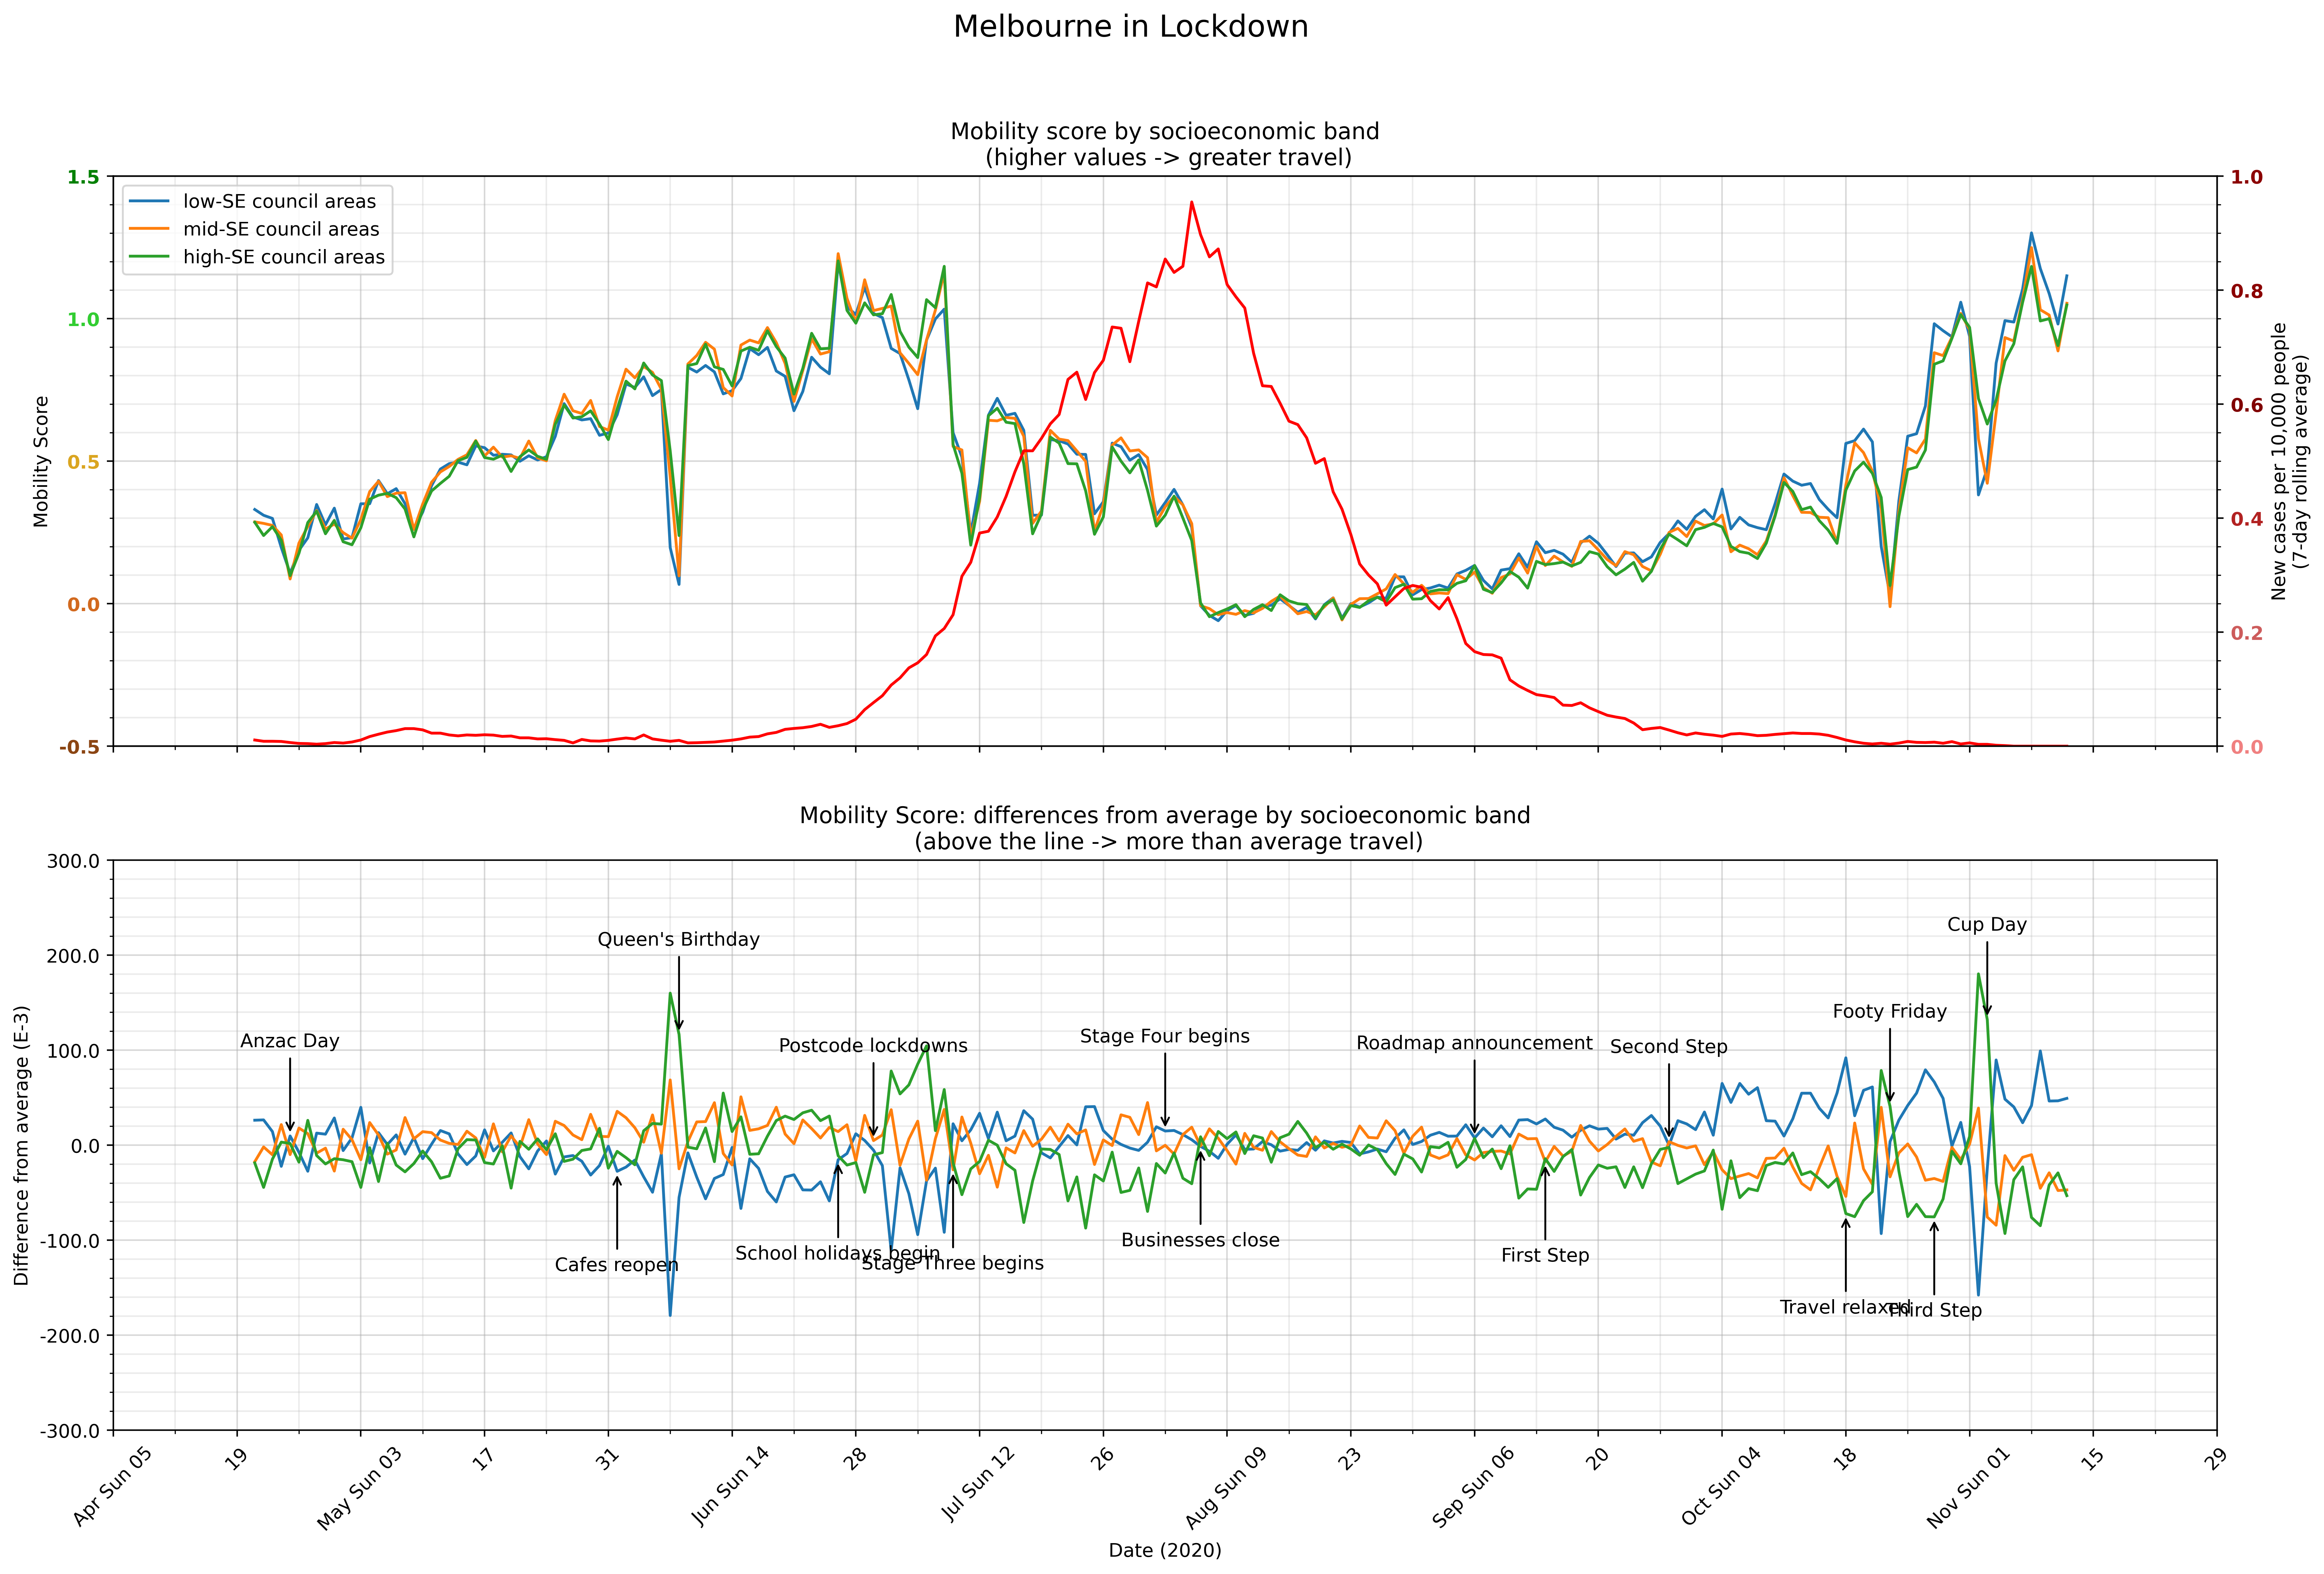 Melbourne in Lockdown
Mobility score by socioeconomic band
(higher values -> greater travel)
1.5
1.0
0.5
0.0
-0.5
Mobility Score
low-SE council areas
mid-SE council areas
high-SE council areas
1.0
0.8
0.6
0.4
0.2
0.0
New cases per 10,000 people
(7-day rolling average)
Mobility Score: differences from average by socioeconomic band
(above the line -> more than average travel)
300.0
200.0
100.0
0.0
-100.0
-200.0
-300.0
Difference from average (E-3)
Anzac Day
Cafes reopen
Queen's Birthday
School holidays begin
Postcode lockdowns
Stage Three begins
Stage Four begins
Businesses close
Roadmap announcement
First Step
Second Step
Travel relaxed
Footy Friday
Third Step
Cup Day
Apr Sun 05
19
May Sun 03
17
31
Jun Sun 14
28
Jul Sun 12
26
Aug Sun 09
23
Sep Sun 06
20
Oct Sun 04
18
Nov Sun 01
15
29
Date (2020)